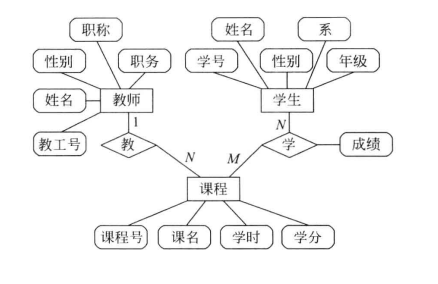 职称
姓名
系
性别
职务
学号
性别
年级
姓名
教师
学生
教工号
1
教
N
学
成绩
N
M
课程
课程号
课名
学时
学分